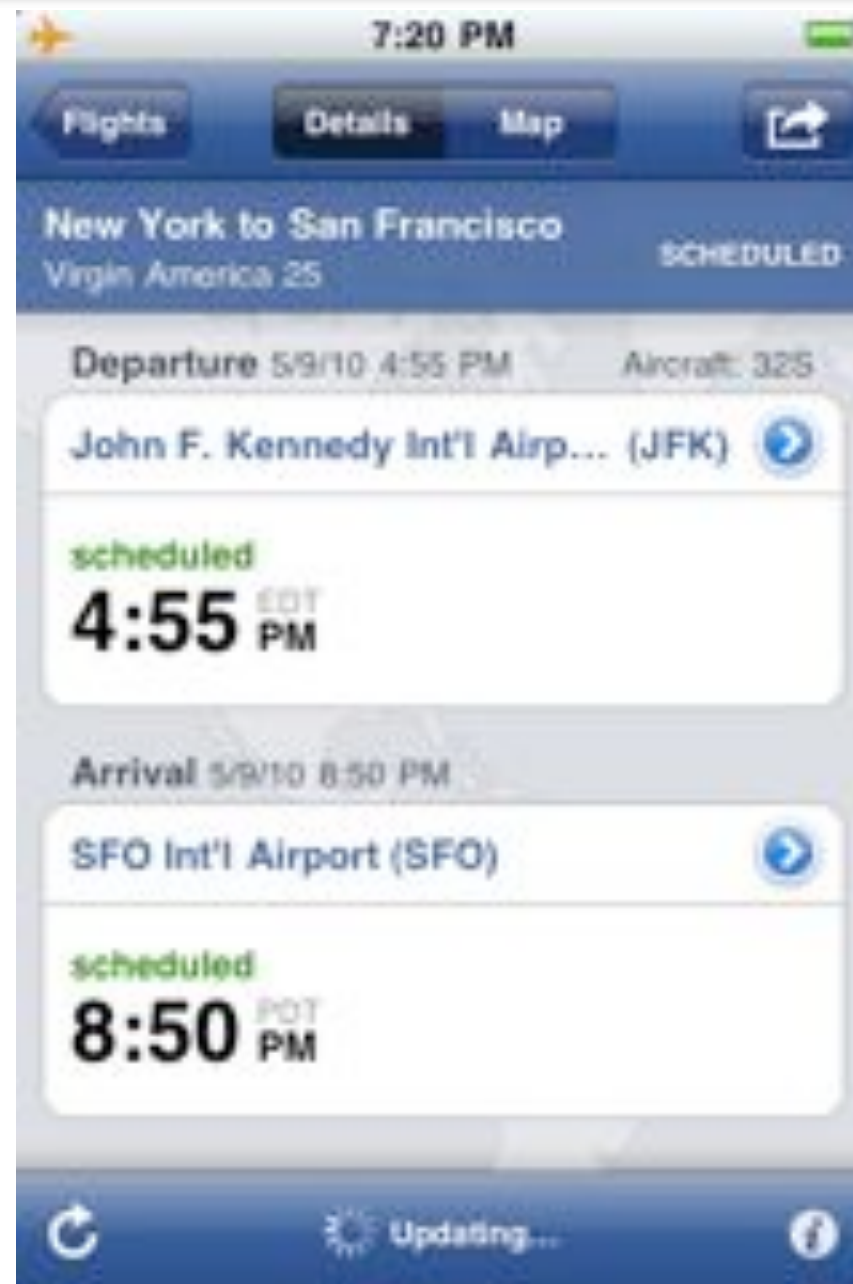 7:20 PM
Flights Details Map
New York to San Francisco
Virgin America 25
SCHEDULED
Departure 5/9/10 4:55 PM Aircraft: 32S
John F. Kennedy Int'l Airp... (JFK)
scheduled
4:55 EDT PM
Arrival 5/9/10 8:50 PM
SFO Int'l Airport (SFO)
scheduled
8:50 PDT PM
Updating...